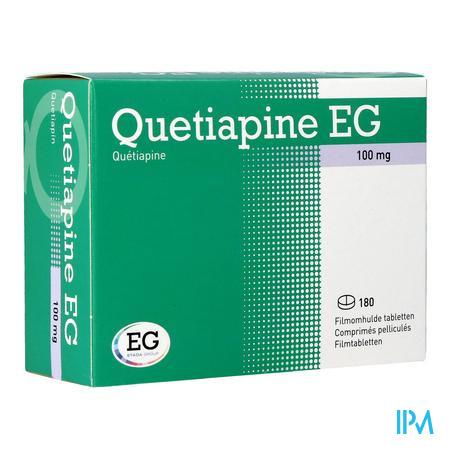 Quetiapine EG
Quétiapine
100 mg
180
Filmomhulde tabletten
Comprimés pelliculés
Filmtabletten
EG
STADA GROUP
Quetiapin
Quetiapine EG
100 mg
IPM